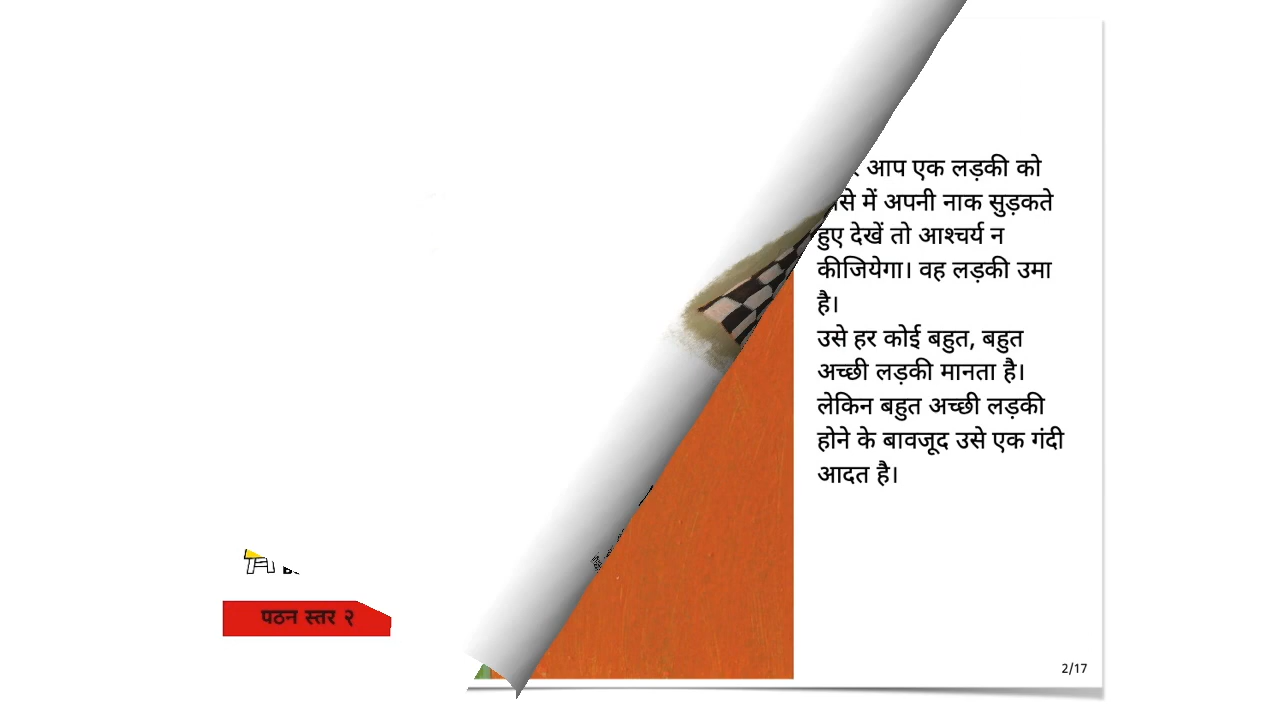 आप एक लड़की को
में अपनी नाक सुड़कते
हुए देखें तो आश्चर्य न
कीजियेगा। वह लड़की उमा
है।
उसे हर कोई बहुत, बहुत
अच्छी लड़की मानता है।
लेकिन बहुत अच्छी लड़की
होने के बावजूद उसे एक गंदी
आदत है।
पठन स्तर २
2/17